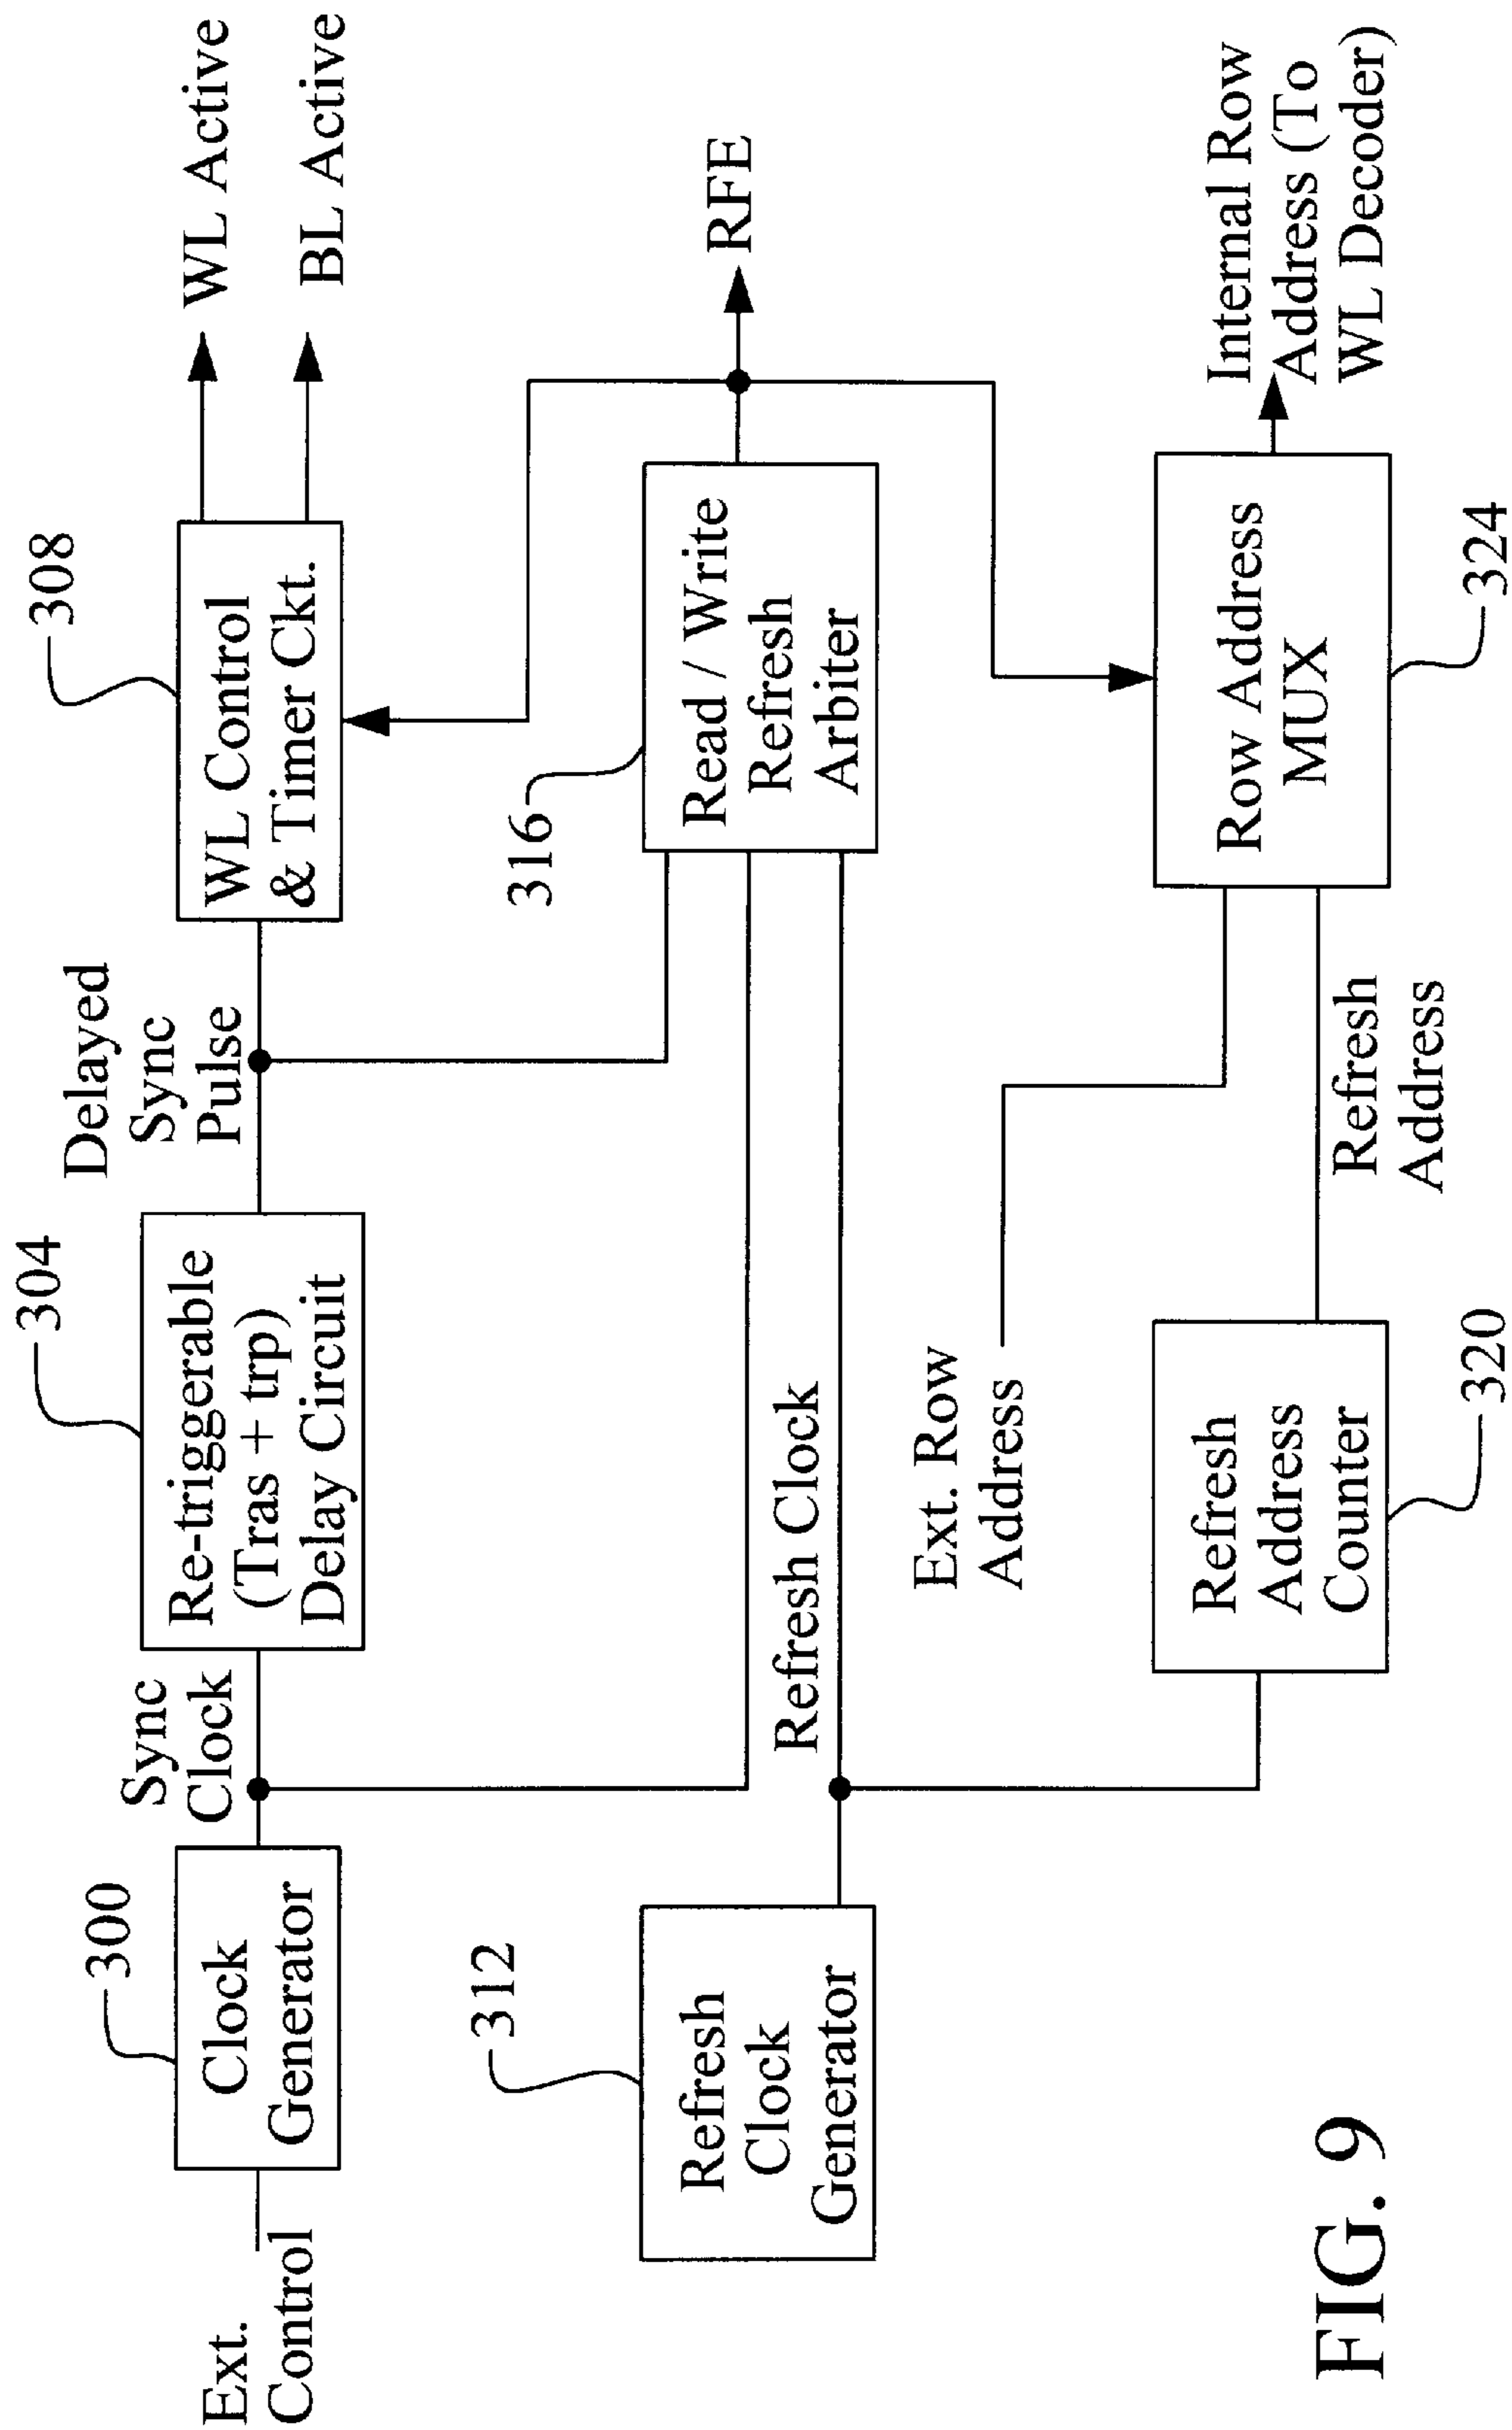 Ext.
Control
300
Clock
Generator
Sync
Clock
304
Re-triggerable
(Tras + trp)
Delay Circuit
Delayed
Sync
Pulse
308
WL Control
& Timer Ckt.
WL Active
BL Active
312
Refresh
Clock
Generator
Refresh Clock
316
Read / Write
Refresh
Arbiter
RFE
Ext. Row
Address
Refresh
Address
Counter
320
Refresh
Address
Row Address
MUX
324
Internal Row
Address (To
WL Decoder)
FIG. 9